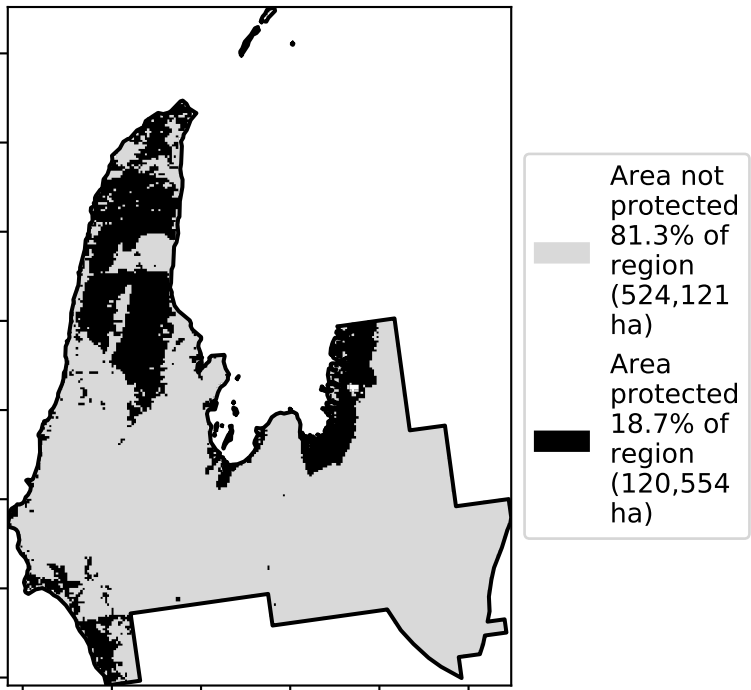 Area not
protected
81.3% of
region
(524,121
ha)
Area
protected
18.7% of
region
(120,554
ha)